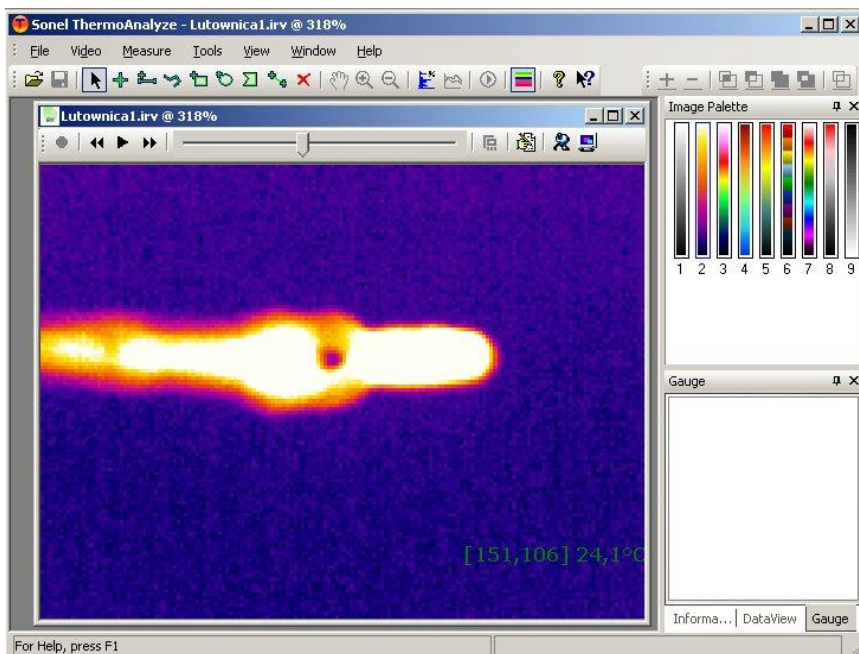 Sonel ThermoAnalyze - Lutownica1.irv @ 318%
File Video Measure Tools View Window Help
Lutownica1.irv @ 318%
Image Palette
1 2 3 4 5 6 7 8 9
Gauge
[151,106] 24,1°C
Informa... DataView Gauge
For Help, press F1